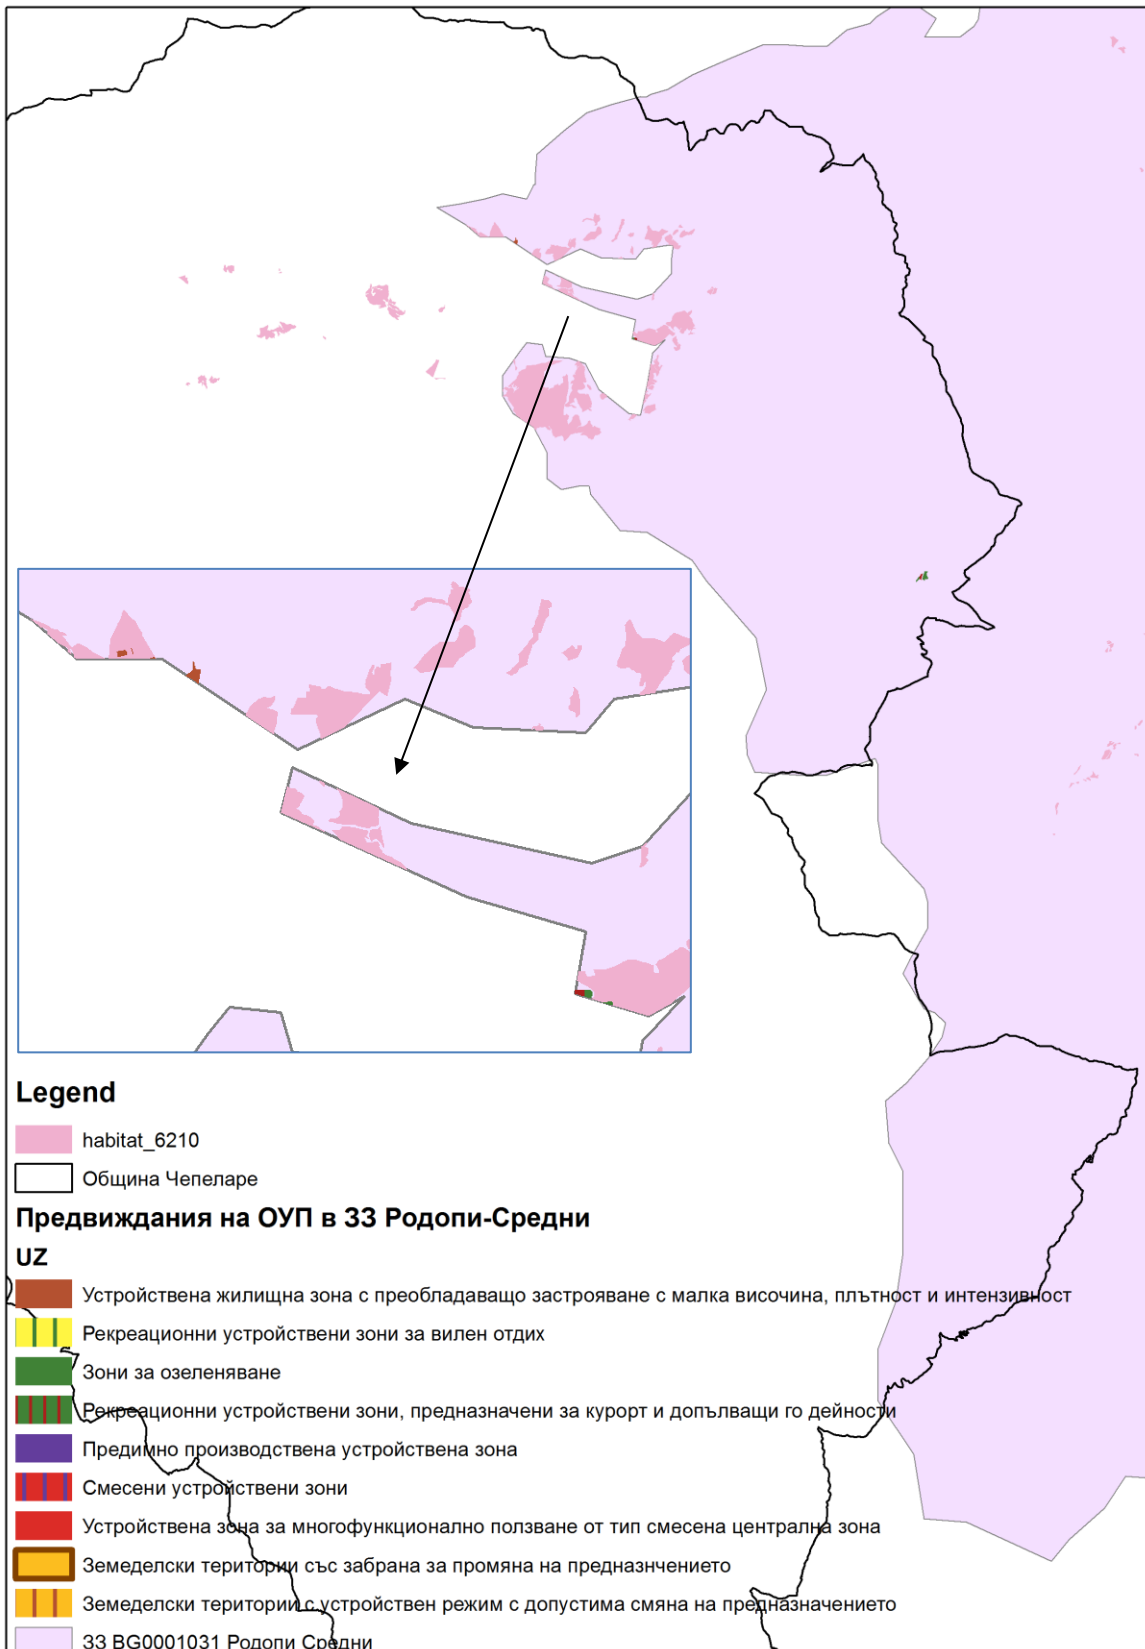 Legend
habitat_6210
Община Чепеларе
Предвиждания на ОУП в ЗЗ Родопи-Средни
UZ
Устройствена жилищна зона с преобладаващо застрояване с малка височина, плътност и интензивност
Рекреационни устройствени зони за вилен отдих
Зони за озеленяване
Рекреационни устройствени зони, предназначени за курорт и допълващи го дейности
Предимно производствена устройствена зона
Смесени устройствени зони
Устройствена зона за многофункционално ползване от тип смесена централна зона
Земеделски територии със забрана за промяна на предназнчението
Земеделски територии с устройствен режим с допустима смяна на предназначението
ЗЗ BG0001031 Родопи Средни